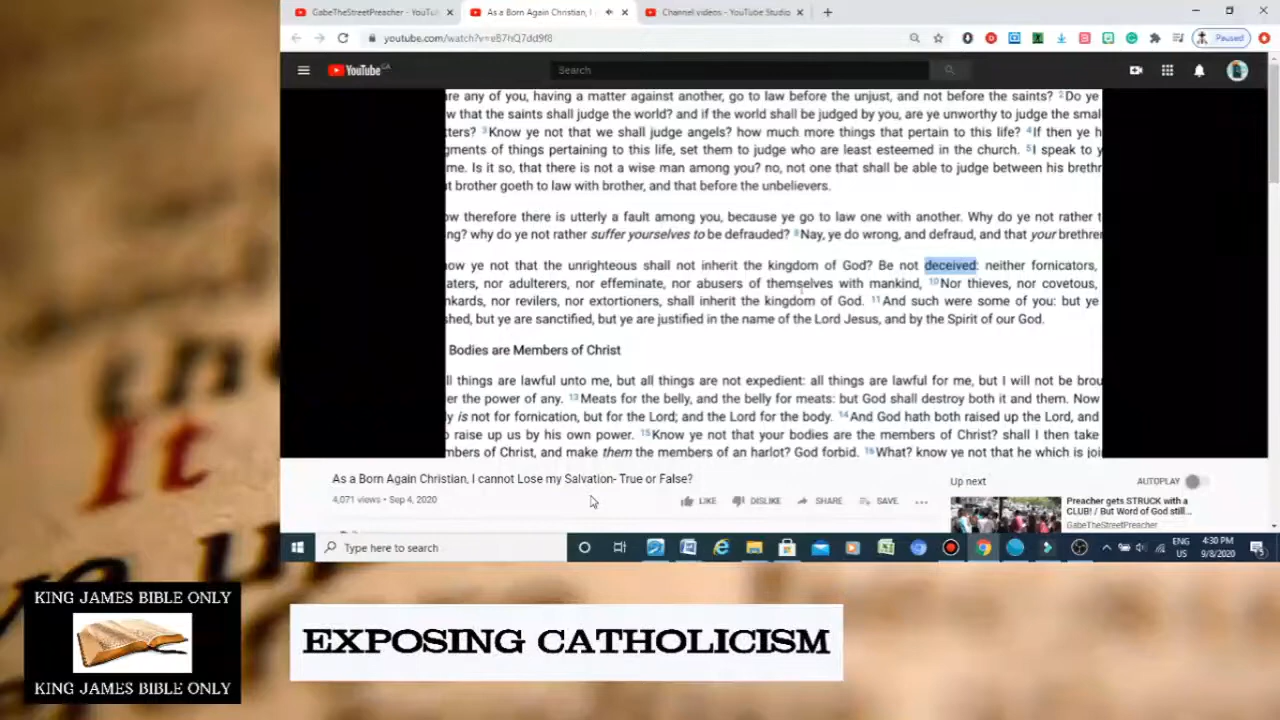 GabeTheStreetPreacher - YouTu
As a Born Again Christian, I
Channel videos - YouTube Studio
youtube.com/watch?v=eB7hQ7dd9f8
Paused
YouTube CA
Search
are any of you, having a matter against another, go to law before the unjust, and not before the saints? 2 Do ye
w that the saints shall judge the world? and if the world shall be judged by you, are ye unworthy to judge the smal
tters? 3 Know ye not that we shall judge angels? how much more things that pertain to this life? 4 If then ye h
gments of things pertaining to this life, set them to judge who are least esteemed in the church. 5 I speak to y
me. Is it so, that there is not a wise man among you? no, not one that shall be able to judge between his brethr
t brother goeth to law with brother, and that before the unbelievers.
ow therefore there is utterly a fault among you, because ye go to law one with another. Why do ye not rather t
ng? why do ye not rather suffer yourselves to be defrauded? 8 Nay, ye do wrong, and defraud, and that your brethren
now ye not that the unrighteous shall not inherit the kingdom of God? Be not deceived: neither fornicators,
aters, nor adulterers, nor effeminate, nor abusers of themselves with mankind, 10 Nor thieves, nor covetous,
nkards, nor revilers, nor extortioners, shall inherit the kingdom of God. 11 And such were some of you: but ye
shed, but ye are sanctified, but ye are justified in the name of the Lord Jesus, and by the Spirit of our God.
Bodies are Members of Christ
ll things are lawful unto me, but all things are not expedient: all things are lawful for me, but I will not be brou
er the power of any. 13 Meats for the belly, and the belly for meats: but God shall destroy both it and them. Now
y is not for fornication, but for the Lord; and the Lord for the body. 14 And God hath both raised up the Lord, and
o raise up us by his own power. 15 Know ye not that your bodies are the members of Christ? shall I then take
mbers of Christ, and make them the members of an harlot? God forbid. 16 What? know ye not that he which is joi
As a Born Again Christian, I cannot Lose my Salvation- True or False?
4,071 views • Sep 4, 2020
LIKE DISLIKE SHARE SAVE ...
Up next
AUTOPLAY
Preacher gets STRUCK with a
CLUB! / But Word of God still...
GabeTheStreetPreacher
Type here to search
ENG
US
4:30 PM
9/8/2020
It
KING JAMES BIBLE ONLY
KING JAMES BIBLE ONLY
EXPOSING CATHOLICISM